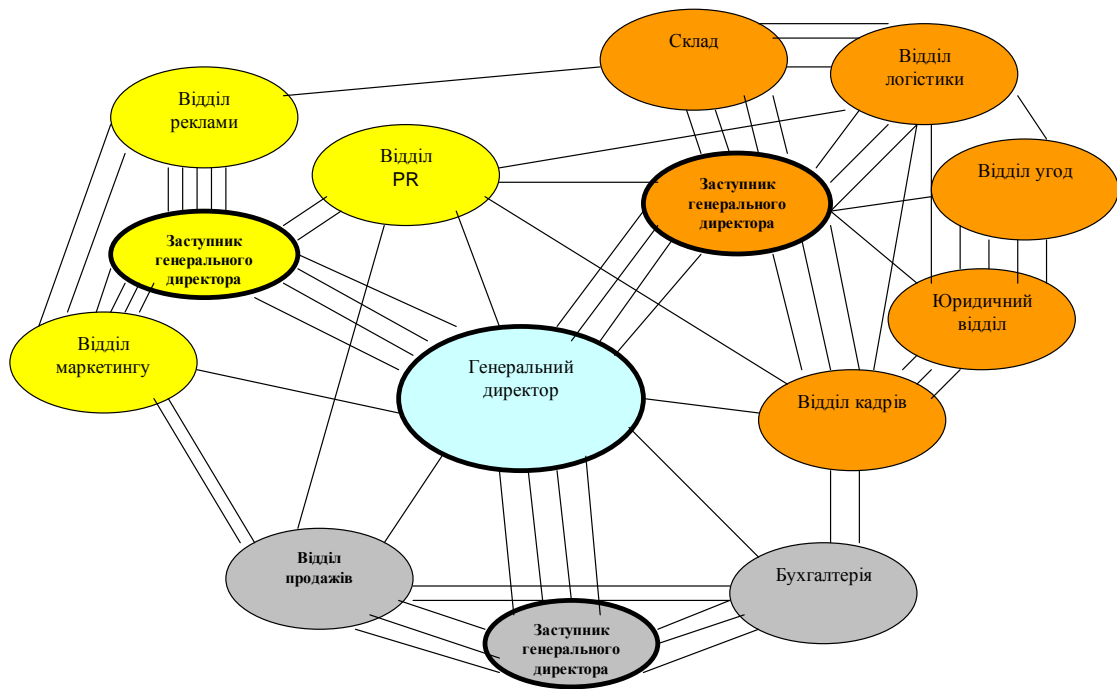 Склад
Відділ
логістики
Відділ
реклами
Відділ
PR
Відділ угод
Заступник
генерального
директора
Заступник
генерального
директора
Юридичний
відділ
Відділ
маркетингу
Генеральний
директор
Відділ кадрів
Відділ
продажів
Бухгалтерія
Заступник
генерального
директора